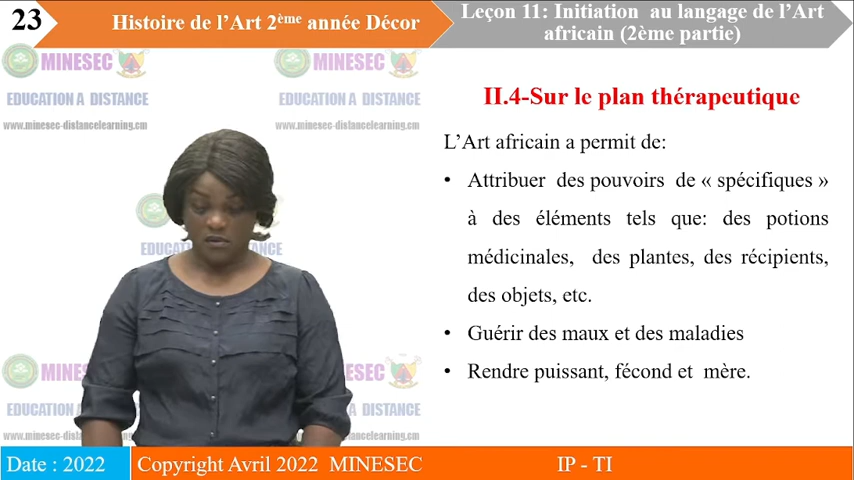 23
Histoire de l’Art 2ème année Décor
Leçon 11: Initiation au langage de l’Art
africain (2ème partie)
MINESEC
MINESEC
EDUCATION A DISTANCE
EDUCATION A DISTANCE
www.minesec-distancelearning.cm
www.minesec-distancelearning.cm
II.4-Sur le plan thérapeutique
L’Art africain a permit de:
• Attribuer des pouvoirs de « spécifiques »
à des éléments tels que: des potions
médicinales, des plantes, des récipients,
des objets, etc.
• Guérir des maux et des maladies
• Rendre puissant, fécond et mère.
Date : 2022
Copyright Avril 2022 MINESEC
IP - TI